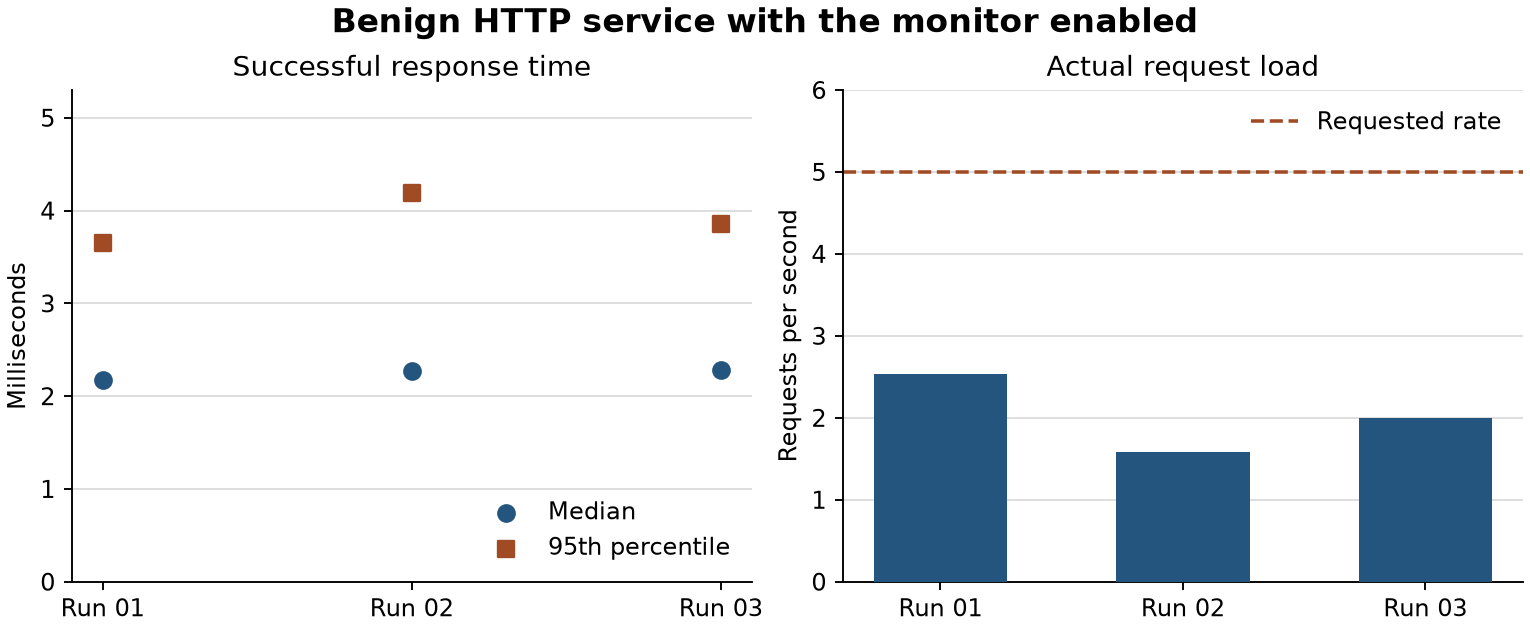 Benign HTTP service with the monitor enabled
Successful response time
Milliseconds
5
4
3
2
1
0
Median
95th percentile
Run 01
Run 02
Run 03
Actual request load
Requests per second
6
5
4
3
2
1
0
Requested rate
Run 01
Run 02
Run 03